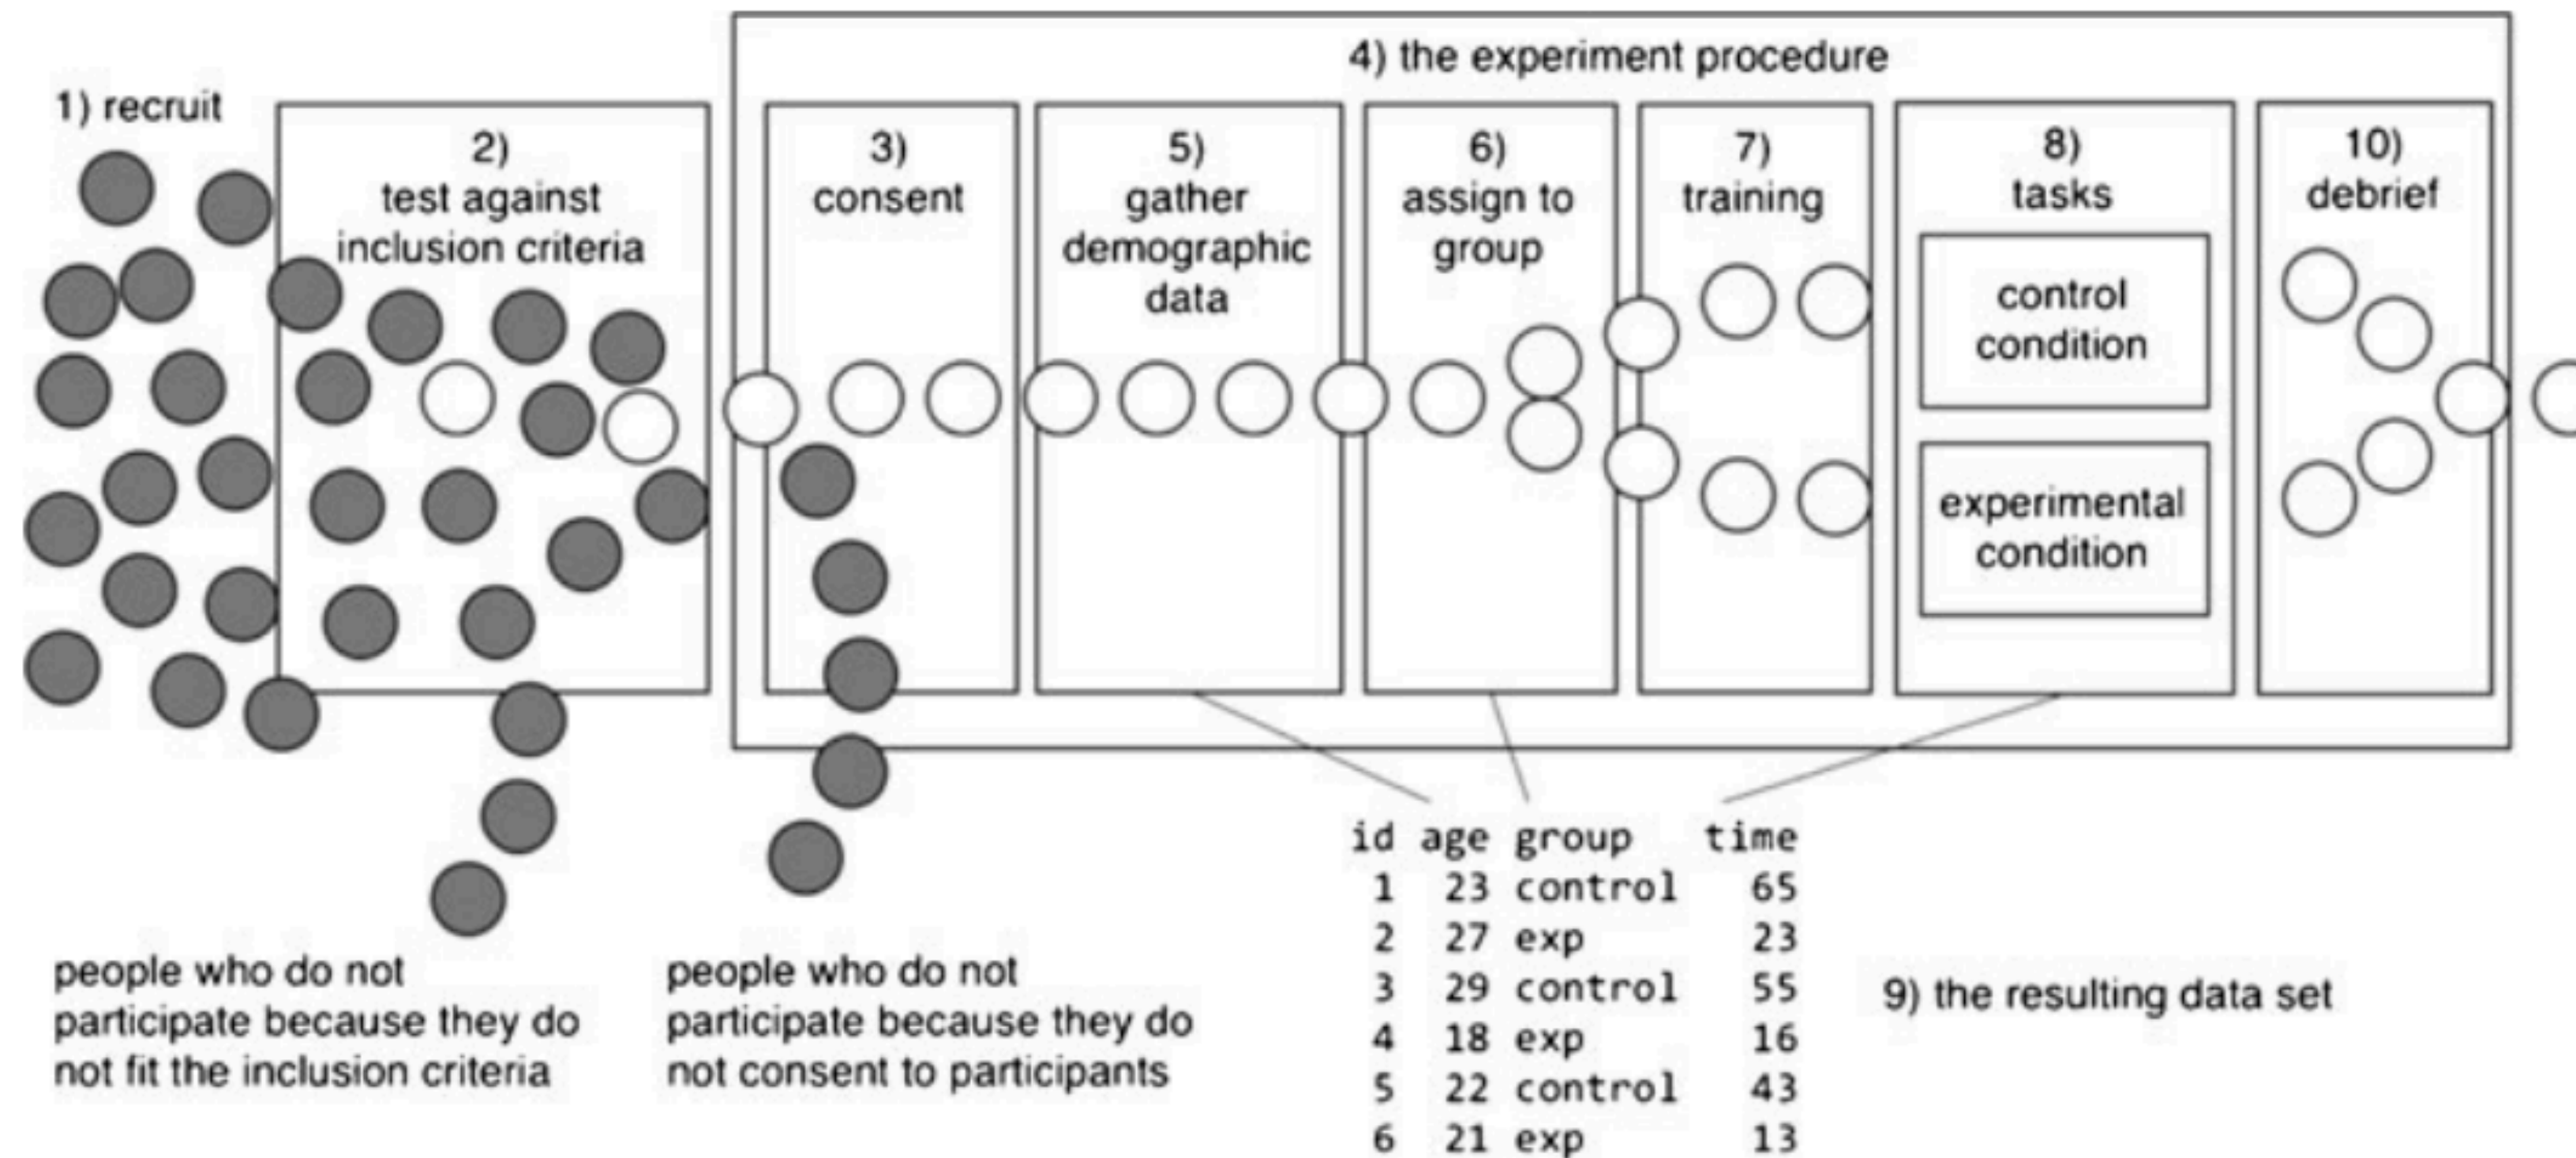 1) recruit
2)
test against
inclusion criteria
4) the experiment procedure
3)
consent
5)
gather
demographic
data
6)
assign to
group
7)
training
8)
tasks
control
condition
experimental
condition
10)
debrief
people who do not
participate because they do
not fit the inclusion criteria
people who do not
participate because they do
not consent to participants
id age group time
1 23 control 65
2 27 exp 23
3 29 control 55
4 18 exp 16
5 22 control 43
6 21 exp 13
9) the resulting data set